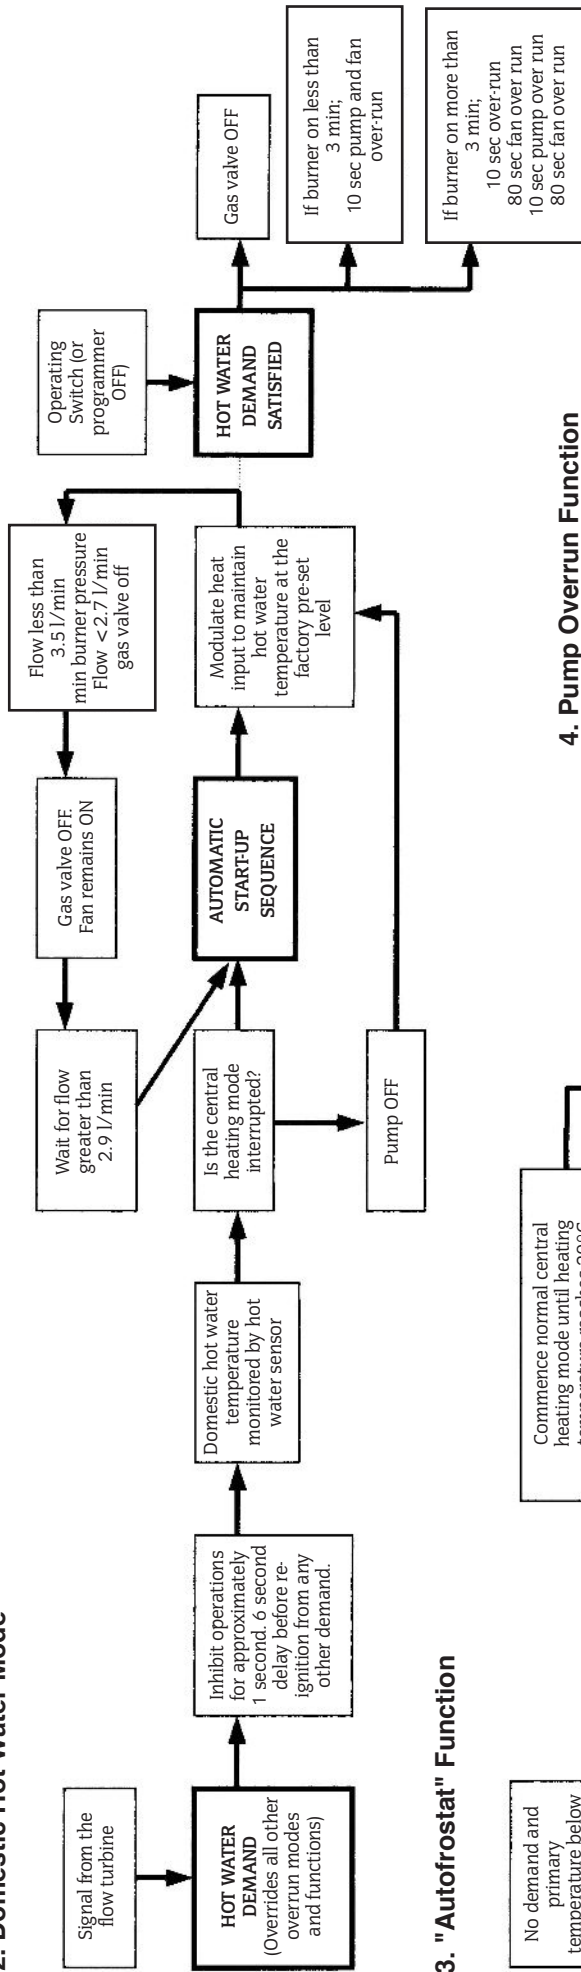 2. Domestic Hot Water Mode
Signal from the
flow turbine
HOT WATER
DEMAND
(Overrides all other
overrun modes
and functions)
Inhibit operations
for approximately
1 second. 6 second
delay before re-
ignition from any
other demand.
Domestic hot water
temperature
monitored by hot
water sensor
Is the central
heating mode
interrupted?
Pump OFF
Wait for flow
greater than
2.9 l/min
AUTOMATIC
START-UP
SEQUENCE
Gas valve OFF.
Fan remains ON
Modulate heat
input to maintain
hot water
temperature at the
factory pre-set
level
Flow less than
3.5 l/min
min burner pressure
Flow <2.7 l/min
gas valve off
Operating
Switch (or
programmer
OFF)
HOT WATER
DEMAND
SATISFIED
Gas valve OFF
If burner on less than
3 min;
10 sec pump and fan
over-run
If burner on more than
3 min;
10 sec over-run
80 sec fan over run
10 sec pump over run
80 sec fan over run
3. "Autofrostat" Function
No demand and
primary
temperature below
Commence normal central
heating mode until heating
4. Pump Overrun Function